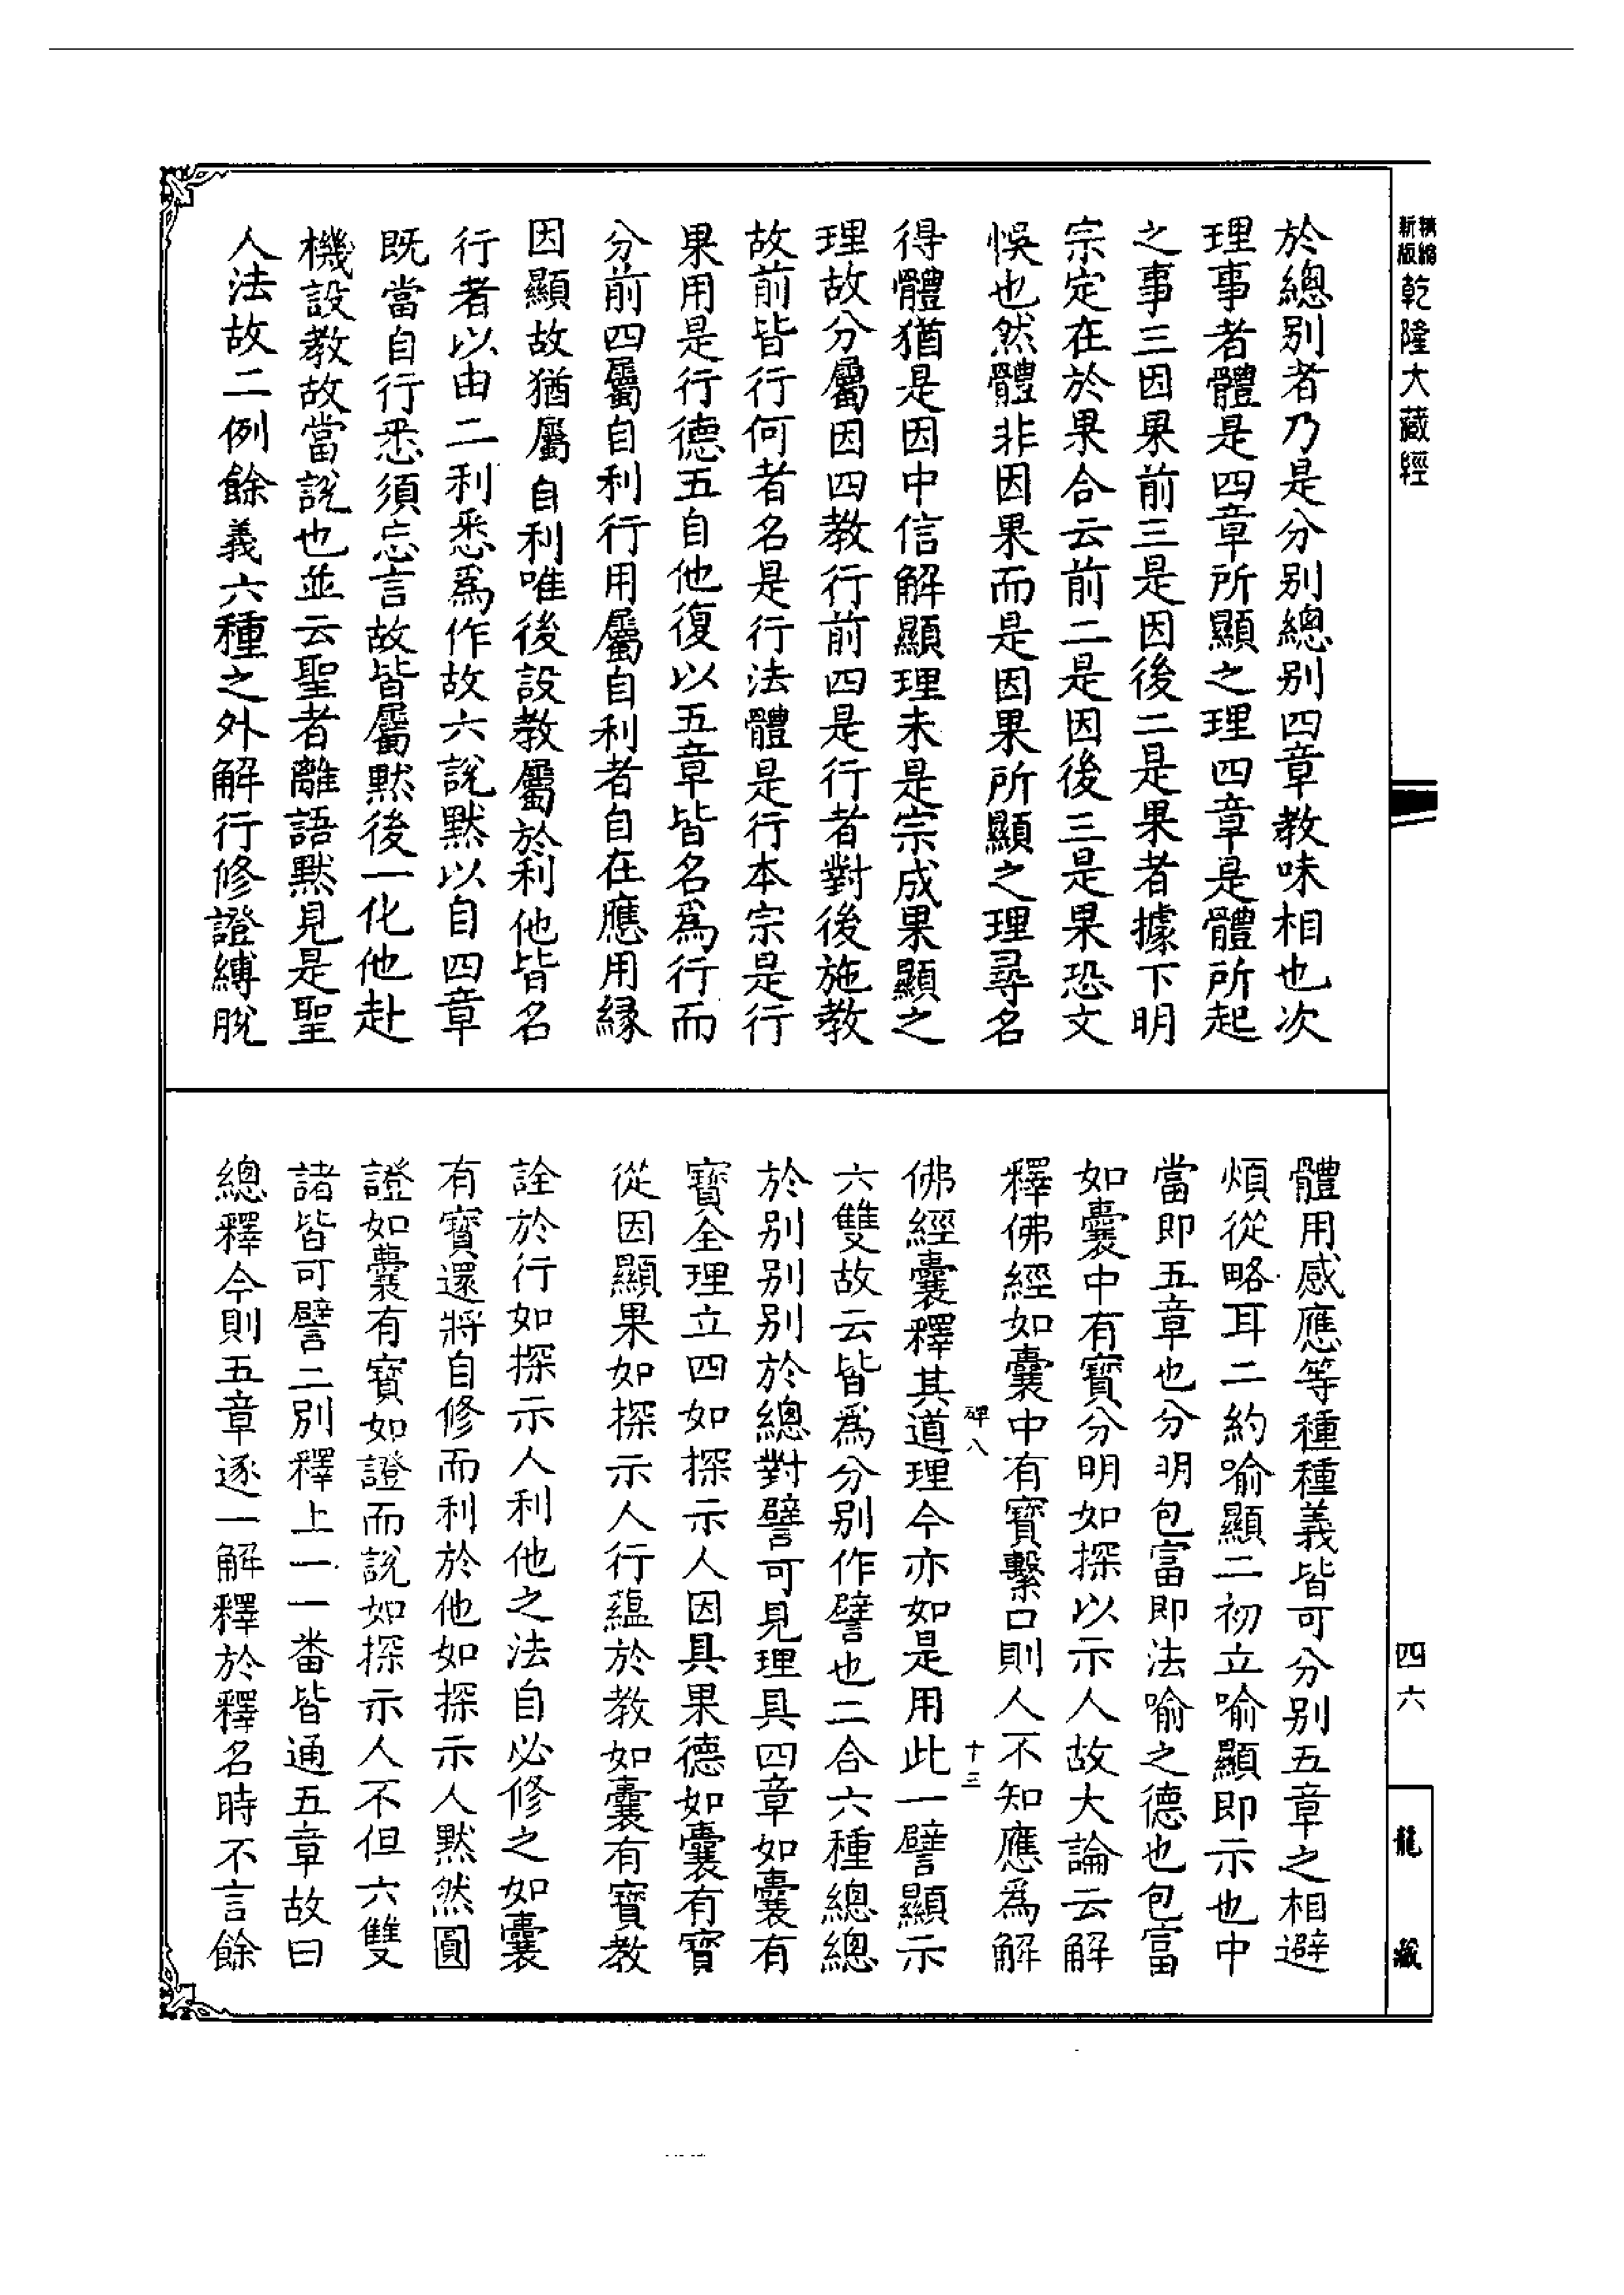 精編
新版
乾隆大藏經
於總別者乃是分別總別四章教味相也次
理事者體是四章所顯之理四章是體所起
之事三因果前三是因後二是果者據下明
宗定在於果合云前二是因後三是果恐文
悞也然體非因果而是因果所顯之理尋名
得體猶是因中信解顯理未是宗成果顯之
理故分屬因四教行前四是行者對後施教
故前皆行何者名是行法體是行本宗是行
果用是行德五自他復以五章皆名為行而
分前四屬自利行用屬自利者自在應用緣
因顯故猶屬自利唯後設教屬於利他皆名
行者以由二利悉為作故六說默以自四章
既當自行悉須忘言故皆屬默後一化他赴
機設教故當說也並云聖者離語默見是聖
人法故二例餘義六種之外解行修證縛脫
體用感應等種種義皆可分別五章之相避
煩從略耳二約喻顯二初立喻顯即示也中
當即五章也分明包富即法喻之德也包富
如囊中有寶分明如探以示人故大論云解
釋佛經如囊中有寶繫口則人不知應為解
佛經囊釋其道理今亦如是用此一譬顯示
六雙故云皆為分別作譬也二合六種總總
於別別別於總對譬可見理具四章如囊有
寶全理立四如探示人因具果德如囊有寶
從因顯果如探示人行蘊於教如囊有寶教
詮於行如探示人利他之法自必修之如囊
有寶還將自修而利於他如探示人默然圓
證如囊有寶如證而說如探示人不但六雙
諸皆可譬二別釋上一一番皆通五章故曰
總釋今則五章逐一解釋於釋名時不言餘
碑八
十三
四六
龍藏